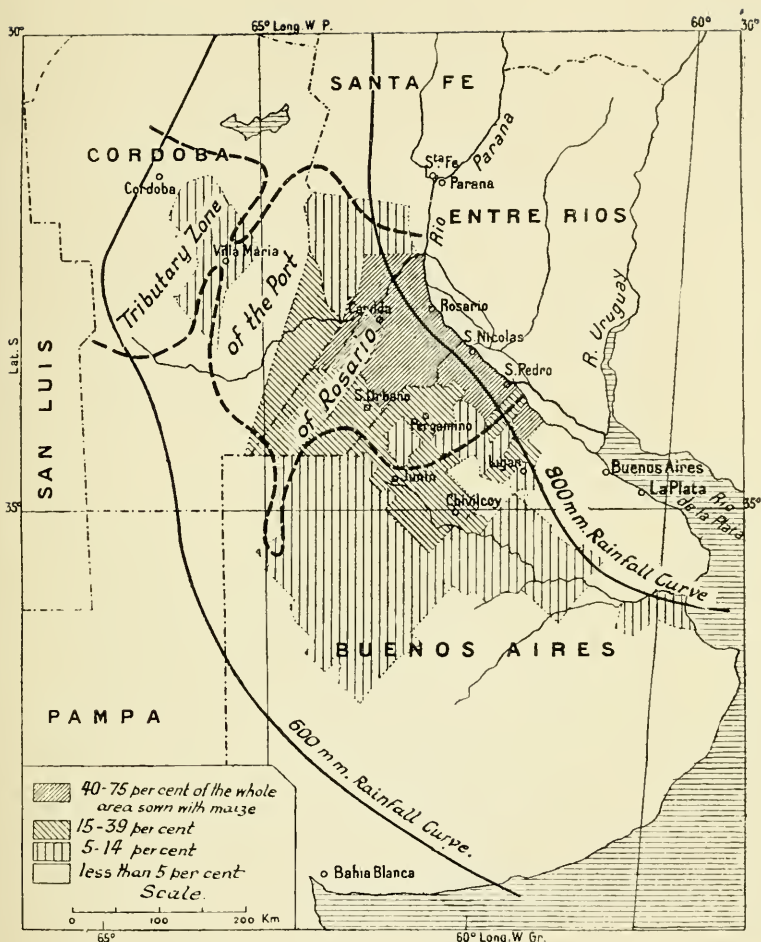 65° Long. W P.
60°
30°
30°
SANTA FE
CORDOBA
Cordoba
Sta Fe
Parana
Rio Parana
ENTRE RIOS
Villa Maria
Tributary Zone
of the Port
of Rosario
Rosario
S. Nicolas
S. Pedro
R. Uruguay
Lat. S
SAN LUIS
S. Urbano
Pergamino
Lujan
Junin
Chivilcoy
Buenos Aires
La Plata
Rio de la Plata
35°
35°
800 mm. Rainfall Curve
BUENOS AIRES
PAMPA
600 mm. Rainfall Curve.
40-75 per cent of the whole
area sown with maize
15-39 per cent
5-14 per cent
less than 5 per cent
Scale.
0 100 200 Km
Bahia Blanca
65°
60° Long. W Gr.